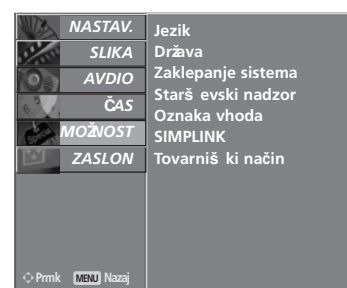 NASTAV.
SLIKA
AVDIO
ČAS
MOŽNOST
ZASLON
Jezik
Država
Zaklepanje sistema
Starš evski nadzor
Oznaka vhoda
SIMPLINK
Tovarniš ki način
Prmk MENU Nazaj